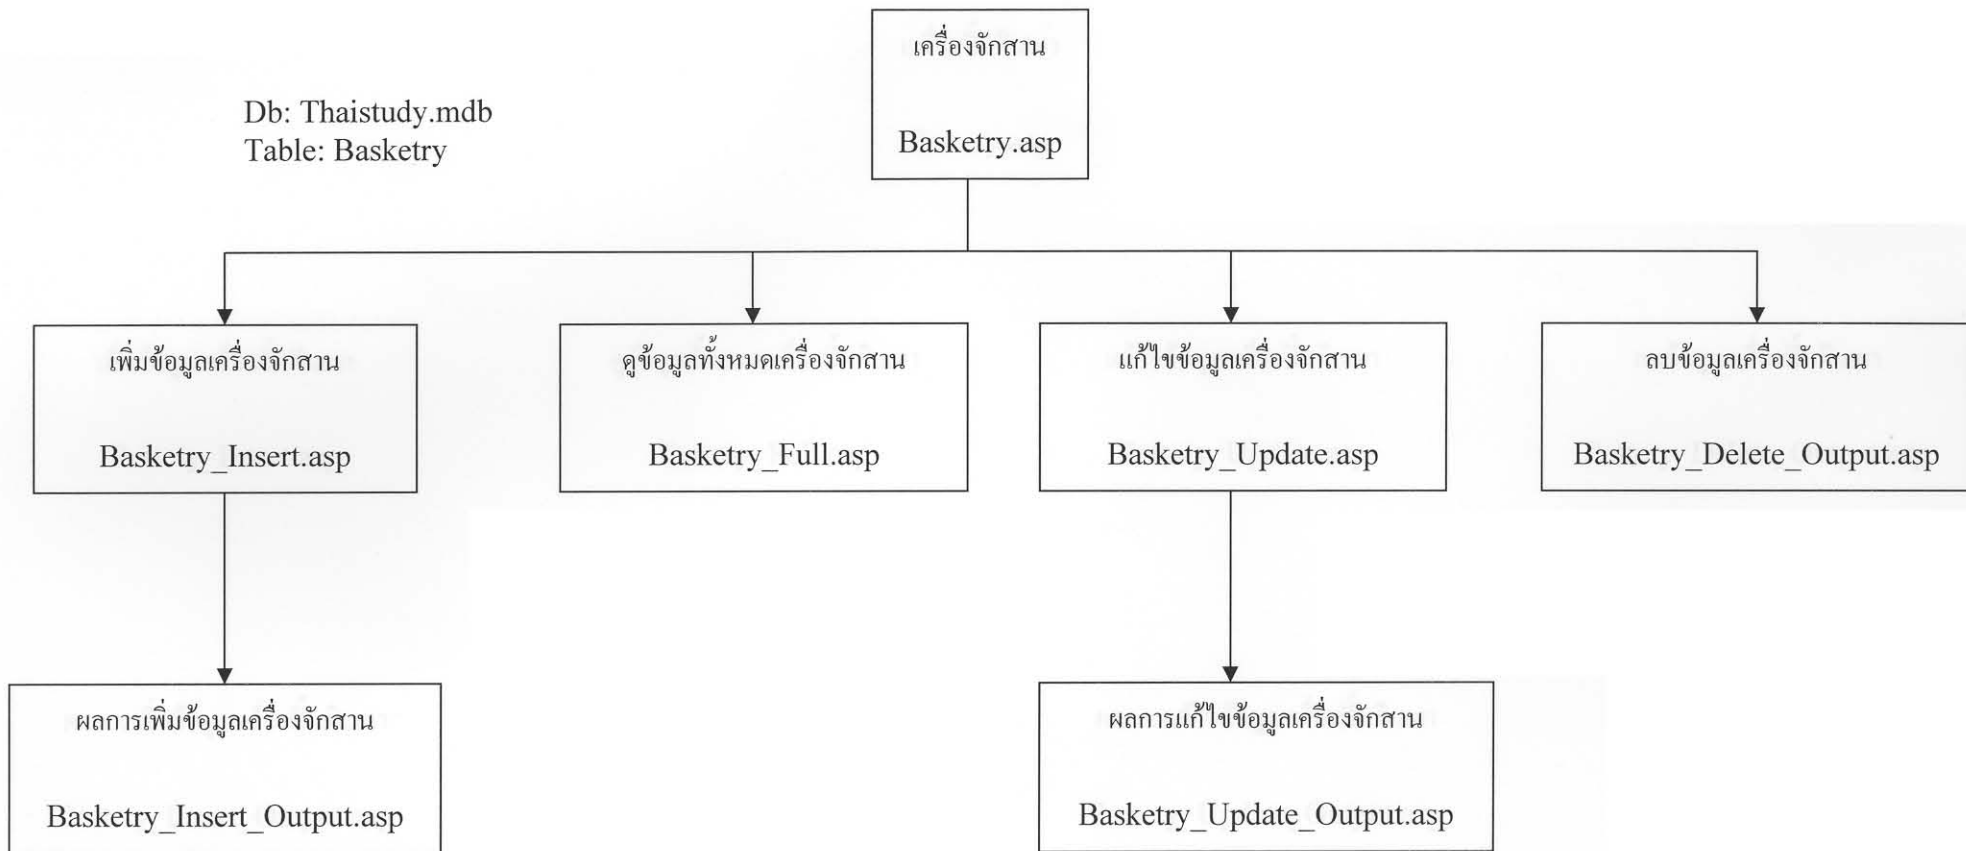 เครื่องจักสาน
Basketry.asp
Db: Thaistudy.mdb
Table: Basketry
เพิ่มข้อมูลเครื่องจักสาน
Basketry_Insert.asp
ดูข้อมูลทั้งหมดเครื่องจักสาน
Basketry_Full.asp
แก้ไขข้อมูลเครื่องจักสาน
Basketry_Update.asp
ลบข้อมูลเครื่องจักสาน
Basketry_Delete_Output.asp
ผลการเพิ่มข้อมูลเครื่องจักสาน
Basketry_Insert_Output.asp
ผลการแก้ไขข้อมูลเครื่องจักสาน
Basketry_Update_Output.asp